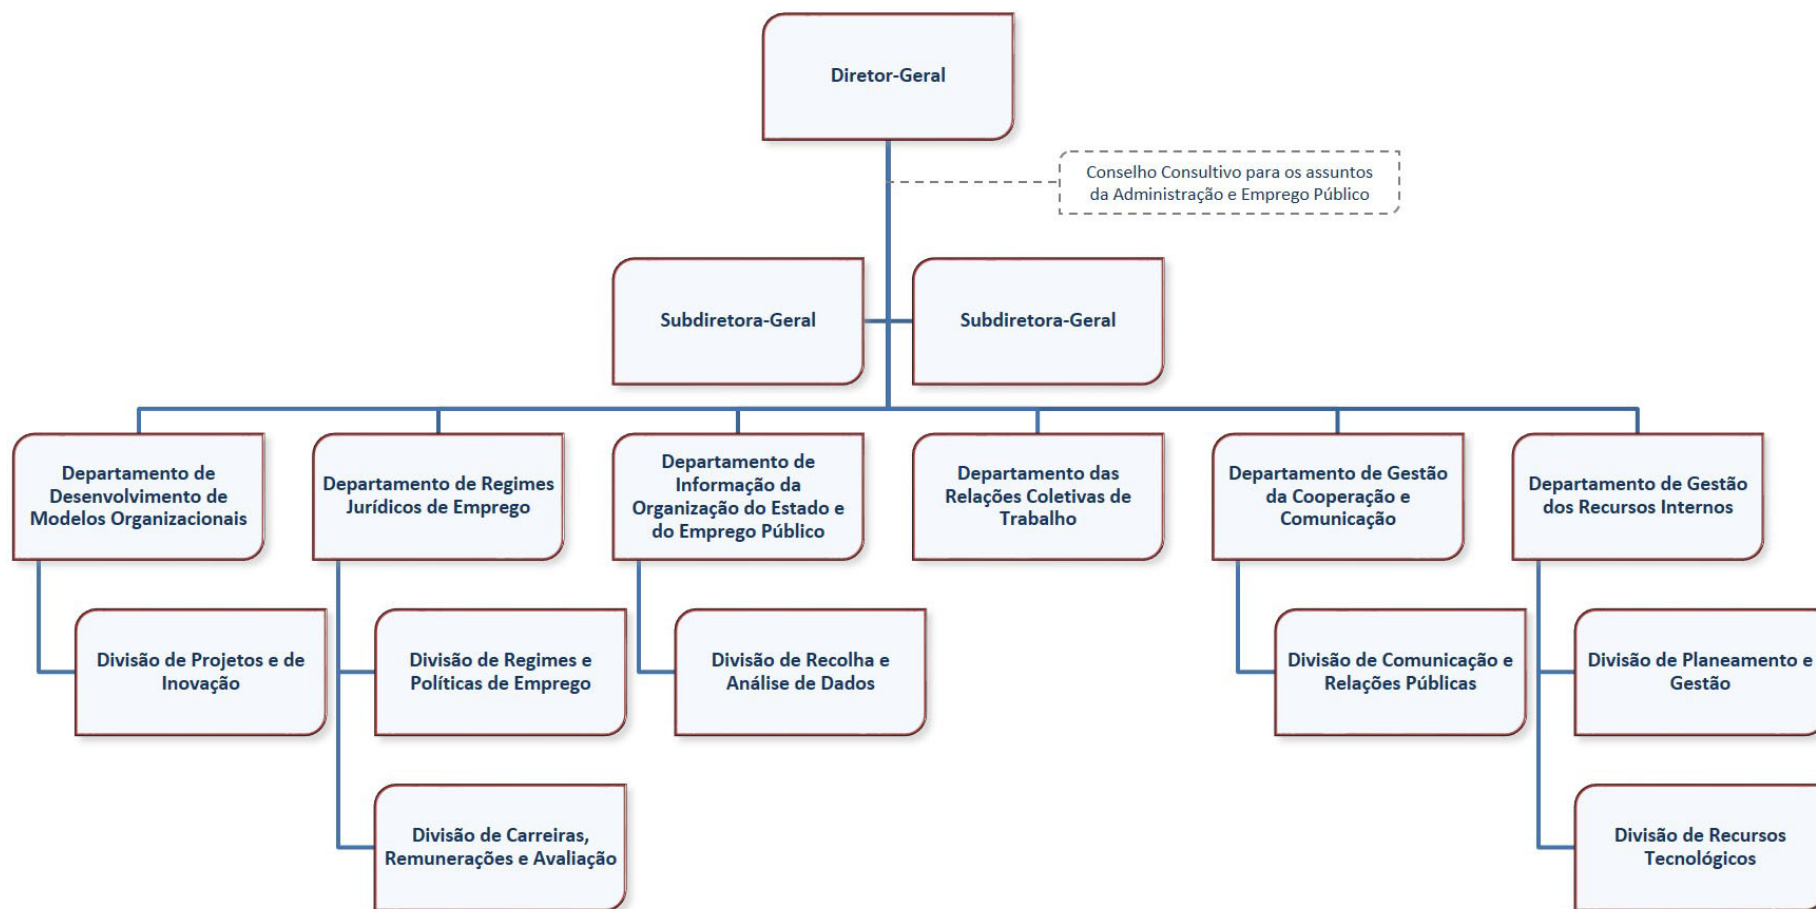 Diretor-Geral
Conselho Consultivo para os assuntos
da Administração e Emprego Público
Subdiretora-Geral
Subdiretora-Geral
Departamento de
Desenvolvimento de
Modelos Organizacionais
Departamento de Regimes
Jurídicos de Emprego
Departamento de
Informação da
Organização do Estado e
do Emprego Público
Departamento das
Relações Coletivas de
Trabalho
Departamento de Gestão
da Cooperação e
Comunicação
Departamento de Gestão
dos Recursos Internos
Divisão de Projetos e de
Inovação
Divisão de Regimes e
Políticas de Emprego
Divisão de Recolha e
Análise de Dados
Divisão de Comunicação e
Relações Públicas
Divisão de Planeamento e
Gestão
Divisão de Carreiras,
Remunerações e Avaliação
Divisão de Recursos
Tecnológicos